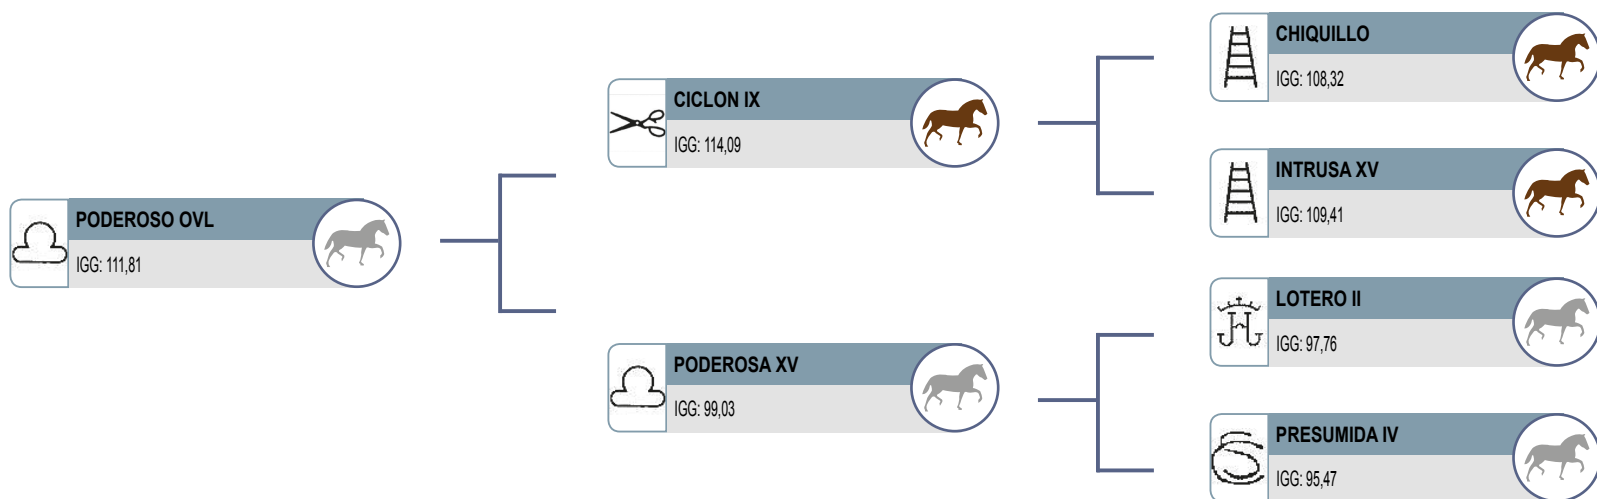 PODEROSO OVL
IGG: 111,81
CICLON IX
IGG: 114,09
PODEROSA XV
IGG: 99,03
CHIQUILLO
IGG: 108,32
INTRUSA XV
IGG: 109,41
LOTERO II
IGG: 97,76
PRESUMIDA IV
IGG: 95,47